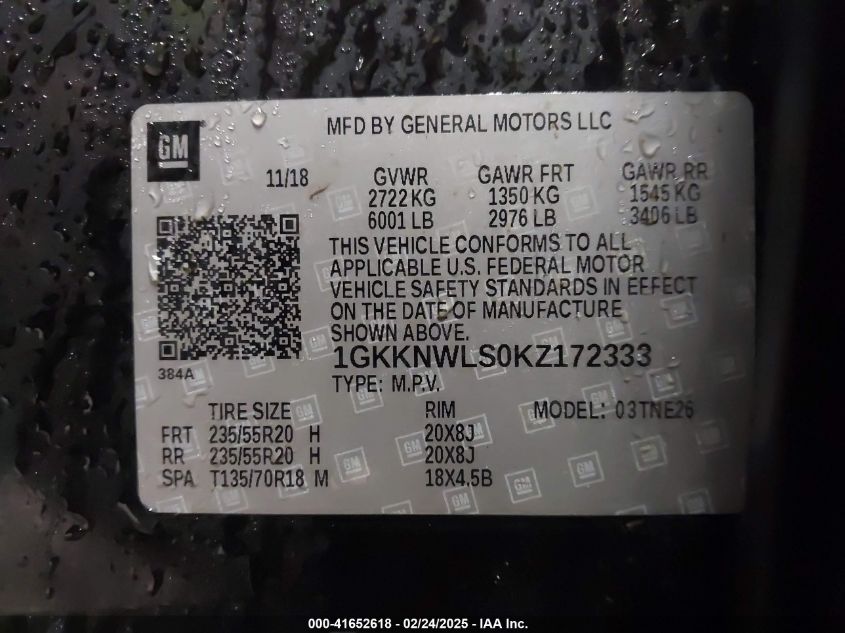 GM
MFD BY GENERAL MOTORS LLC
11/18 GVWR GAWR FRT GAWR RR
2722 KG 1350 KG 1545 KG
6001 LB 2976 LB 3406 LB
THIS VEHICLE CONFORMS TO ALL
APPLICABLE U.S. FEDERAL MOTOR
VEHICLE SAFETY STANDARDS IN EFFECT
ON THE DATE OF MANUFACTURE
SHOWN ABOVE.
1GKKNWLS0KZ172333
384A
TYPE: M.P.V.
TIRE SIZE RIM MODEL: 03TNE26
FRT 235/55R20 H 20X8J
RR 235/55R20 H 20X8J
SPA T135/70R18 M 18X4.5B
000-41652618 - 02/24/2025 - IAA Inc.